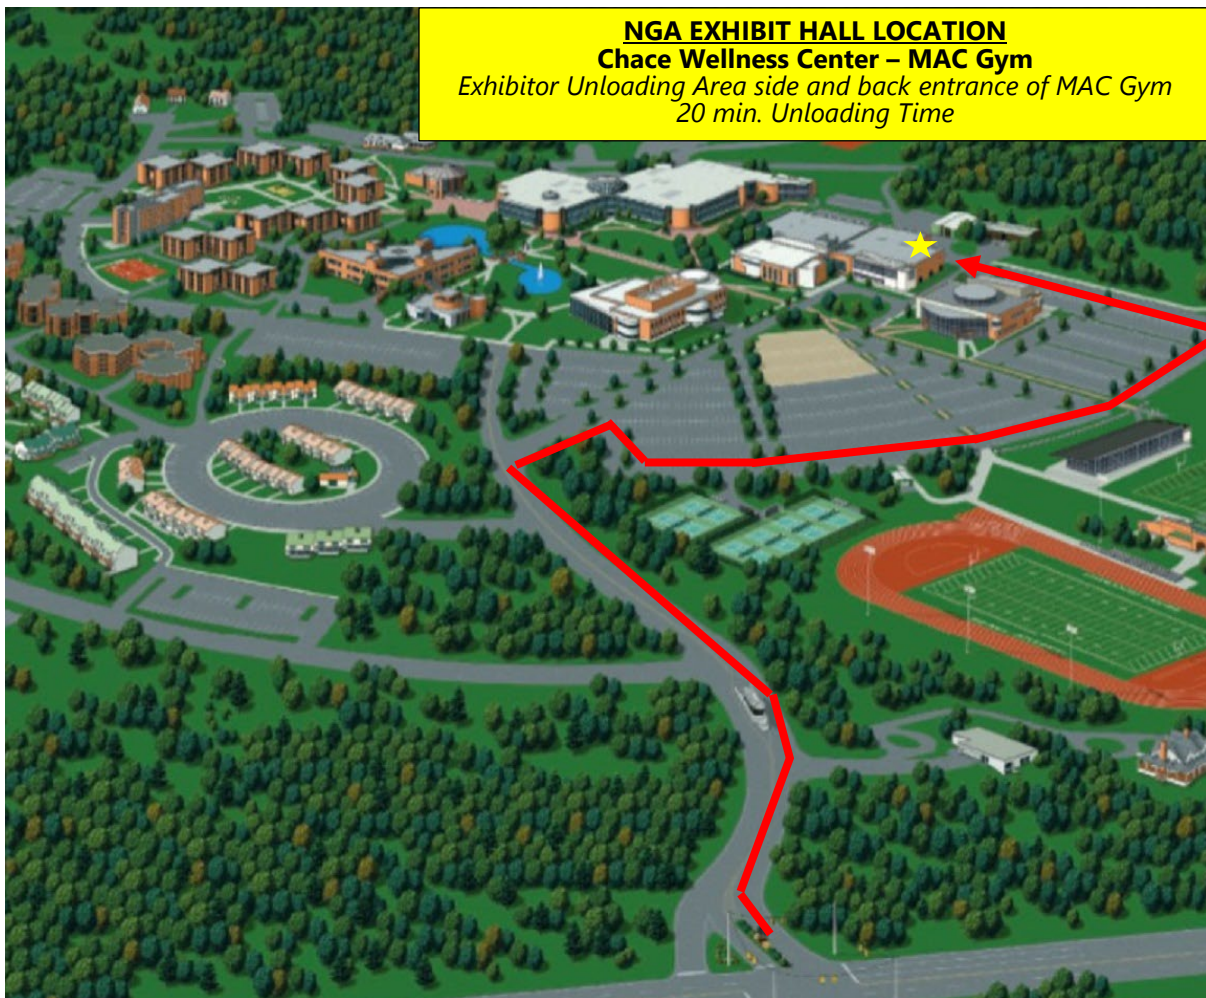 NGA EXHIBIT HALL LOCATION
Chace Wellness Center – MAC Gym
Exhibitor Unloading Area side and back entrance of MAC Gym
20 min. Unloading Time